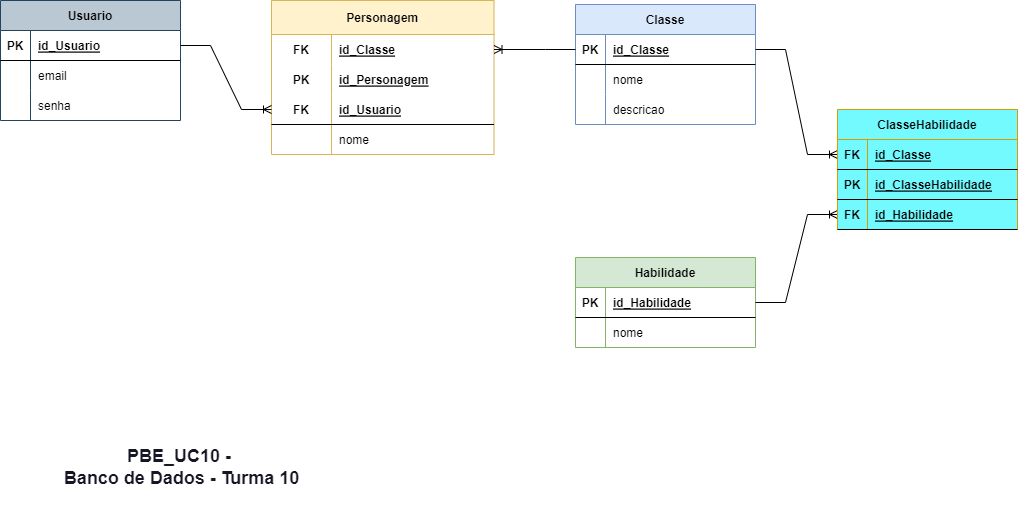 Usuario
PK id_Usuario
email
senha
Personagem
FK id_Classe
PK id_Personagem
FK id_Usuario
nome
Classe
PK id_Classe
nome
descricao
ClasseHabilidade
FK id_Classe
PK id_ClasseHabilidade
FK id_Habilidade
Habilidade
PK id_Habilidade
nome
PBE_UC10 -
Banco de Dados - Turma 10